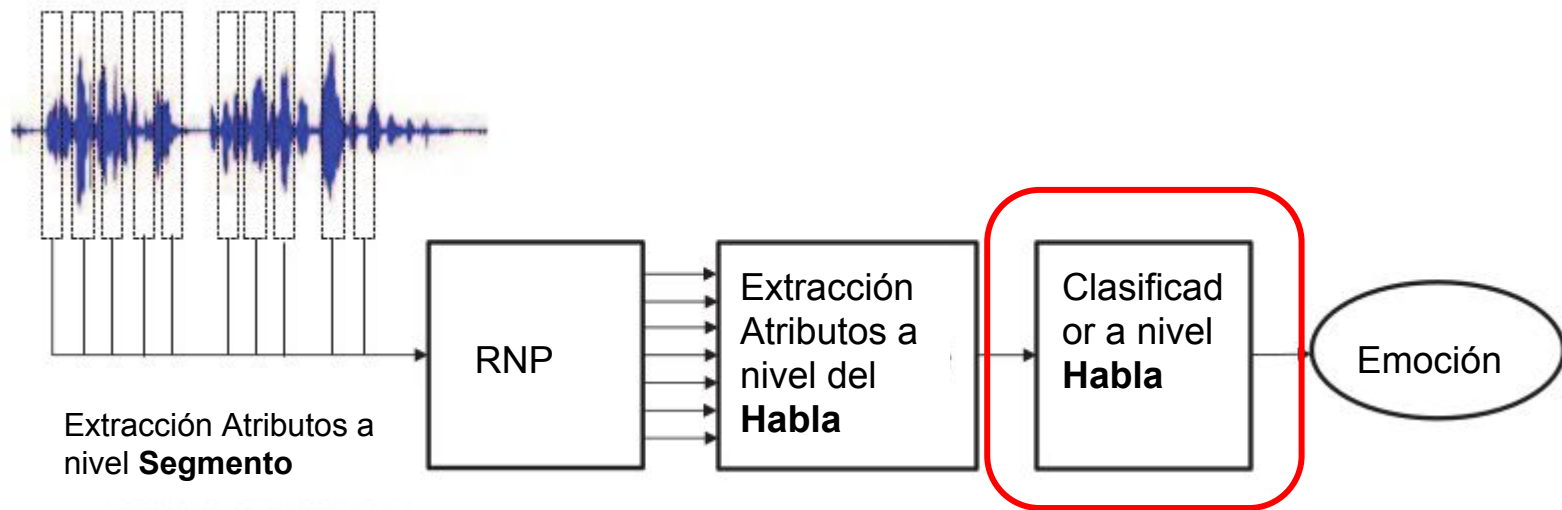 Extracción Atributos a
nivel Segmento
RNP
Extracción
Atributos a
nivel del
Habla
Clasificad
or a nivel
Habla
Emoción